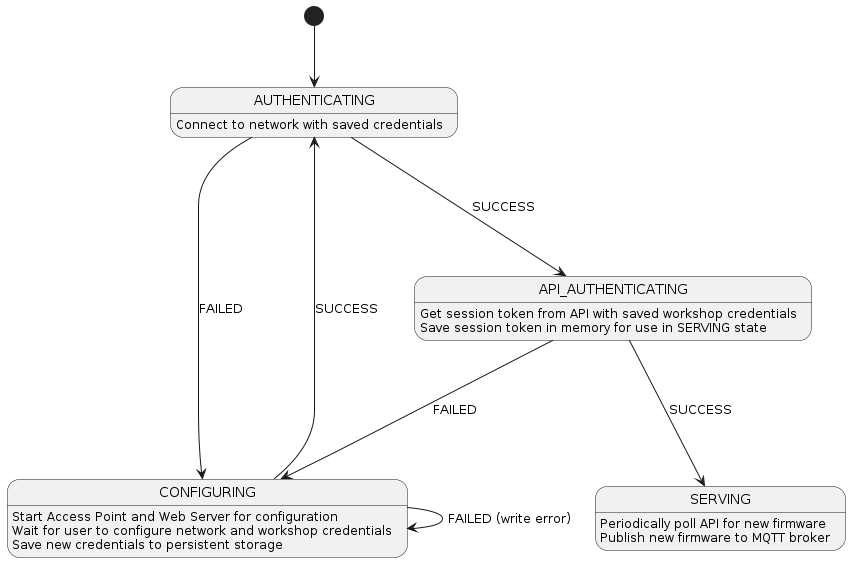 AUTHENTICATING
Connect to network with saved credentials
SUCCESS
API_AUTHENTICATING
FAILED
SUCCESS
Get session token from API with saved workshop credentials
Save session token in memory for use in SERVING state
FAILED
SUCCESS
CONFIGURING
Start Access Point and Web Server for configuration
Wait for user to configure network and workshop credentials
Save new credentials to persistent storage
FAILED (write error)
SERVING
Periodically poll API for new firmware
Publish new firmware to MQTT broker